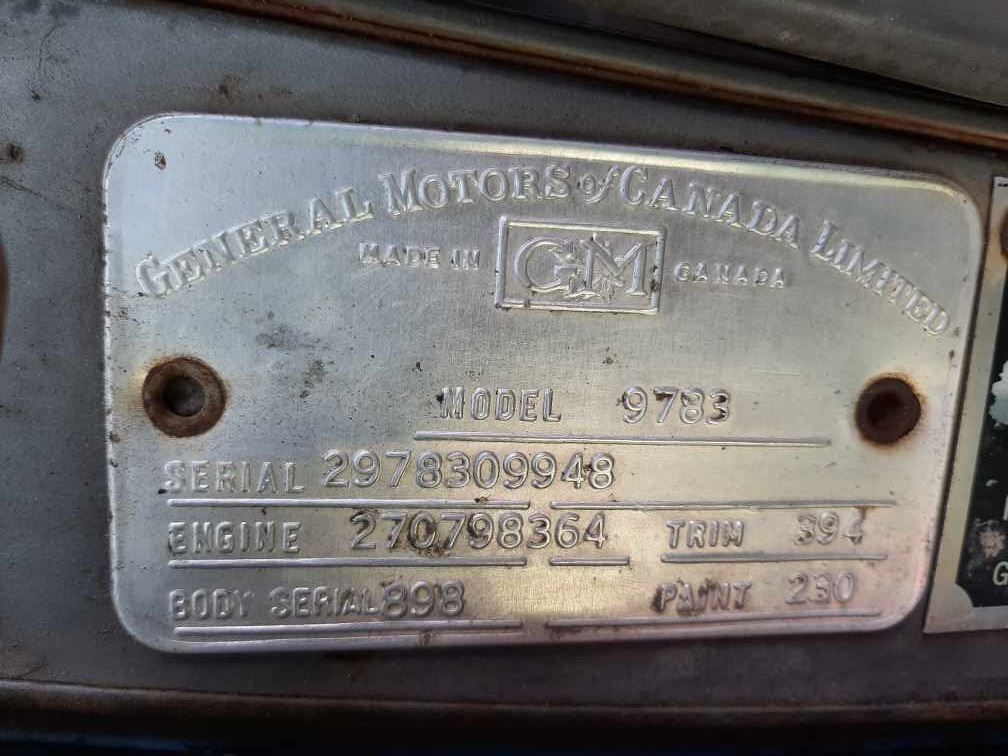 GENERAL MOTORS of CANADA LIMITED
MADE IN GM CANADA
MODEL 9783
SERIAL 2978309948
ENGINE 270798364 TRIM 394
BODY SERIAL 898 PAINT 230
G